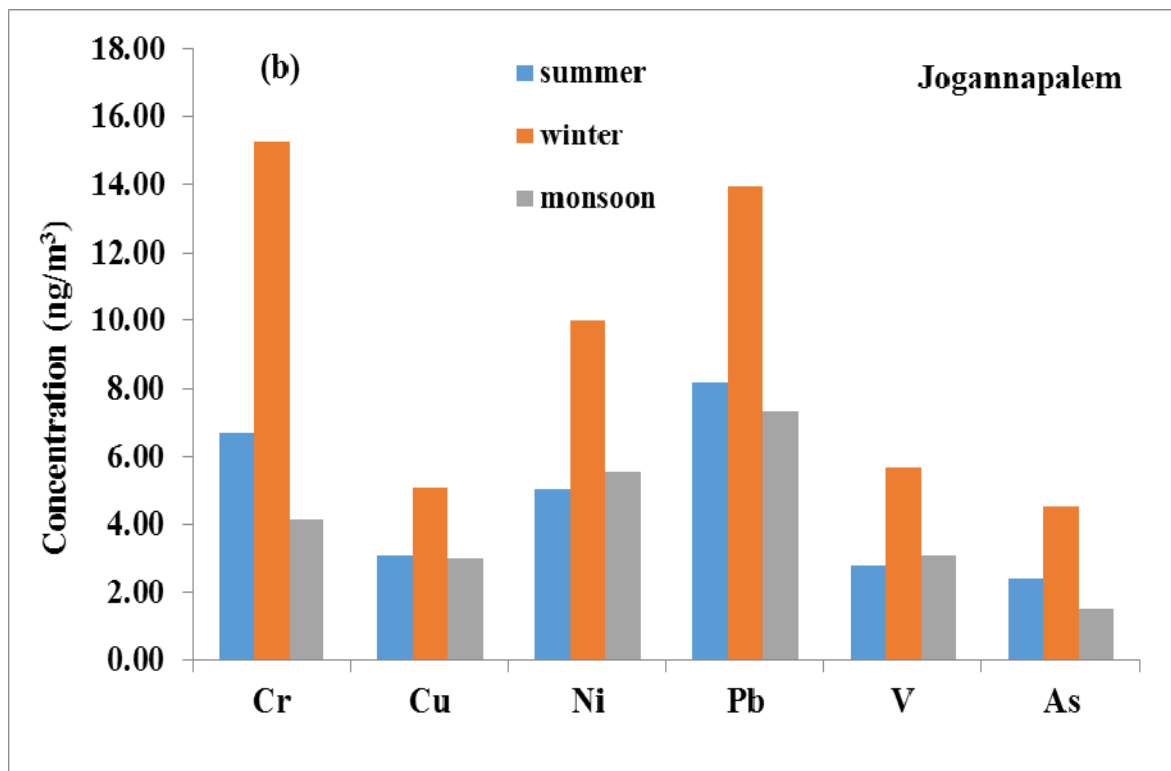 (b)
Jogannapalem
summer
winter
monsoon
Concentration (ng/m³)
18.00
16.00
14.00
12.00
10.00
8.00
6.00
4.00
2.00
0.00
Cr Cu Ni Pb V As